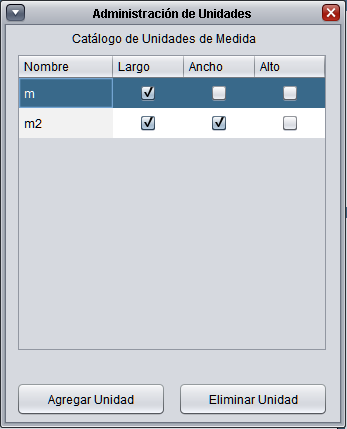 Administración de Unidades
Catálogo de Unidades de Medida
Nombre Largo Ancho Alto
m
m2
Agregar Unidad Eliminar Unidad